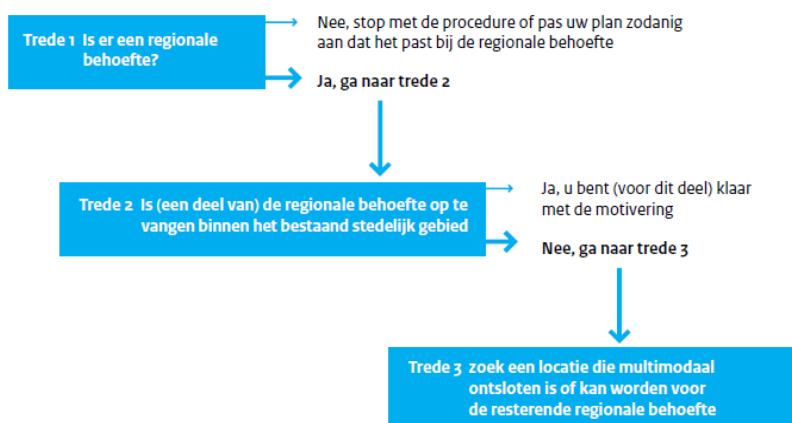 Trede 1 Is er een regionale
behoefte?
Nee, stop met de procedure of pas uw plan zodanig
aan dat het past bij de regionale behoefte
Ja, ga naar trede 2
Trede 2 Is (een deel van) de regionale behoefte op te
vangen binnen het bestaand stedelijk gebied
Ja, u bent (voor dit deel) klaar
met de motivering
Nee, ga naar trede 3
Trede 3 zoek een locatie die multimodaal
ontsloten is of kan worden voor
de resterende regionale behoefte